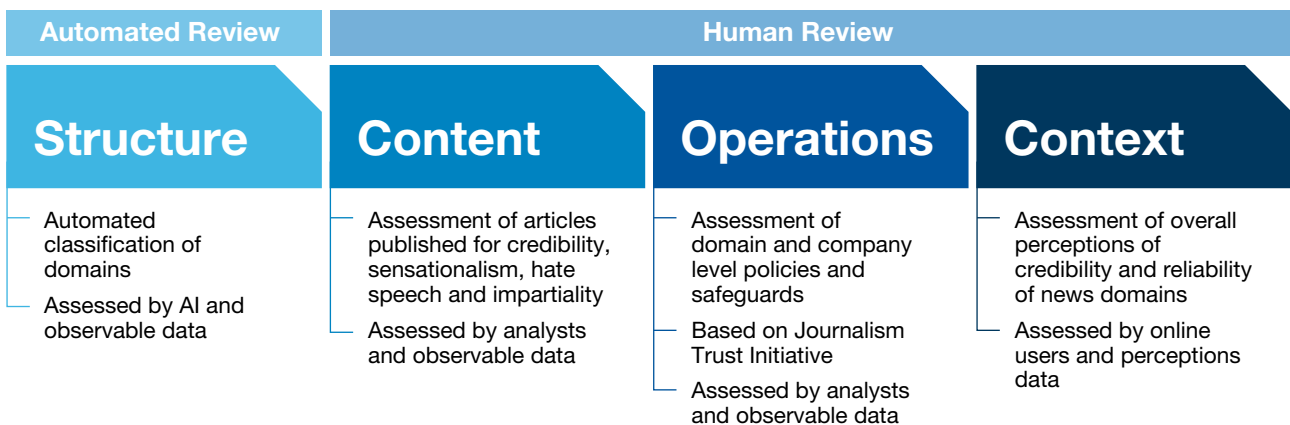 Automated Review
Human Review
Structure
Automated
classification of
domains
Assessed by AI and
observable data
Content
Assessment of articles
published for credibility,
sensationalism, hate
speech and impartiality
Assessed by analysts
and observable data
Operations
Assessment of
domain and company
level policies and
safeguards
Based on Journalism
Trust Initiative
Assessed by analysts
and observable data
Context
Assessment of overall
perceptions of
credibility and reliability
of news domains
Assessed by online
users and perceptions
data